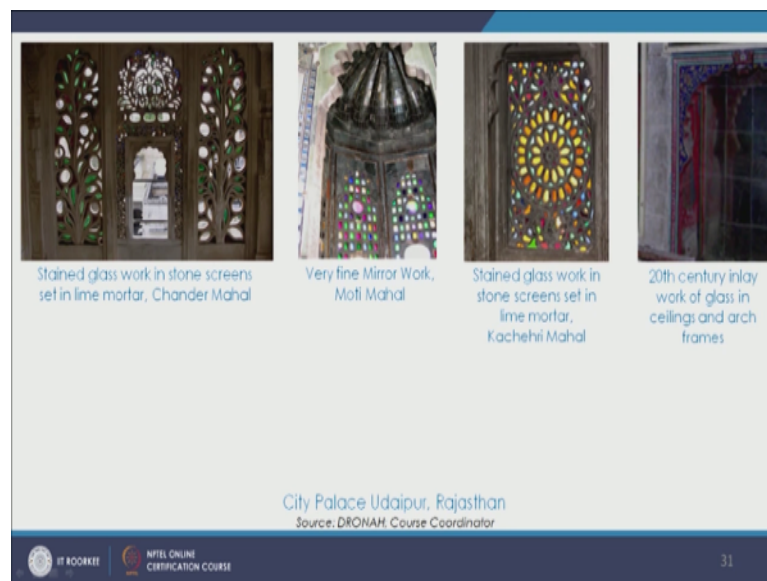 Stained glass work in stone screens
set in lime mortar, Chander Mahal
Very fine Mirror Work,
Moti Mahal
Stained glass work in
stone screens set in
lime mortar,
Kachehri Mahal
20th century inlay
work of glass in
ceilings and arch
frames
City Palace Udaipur, Rajasthan
Source: DRONAH, Course Coordinator
IIT ROORKEE
NPTEL ONLINE
CERTIFICATION COURSE
31